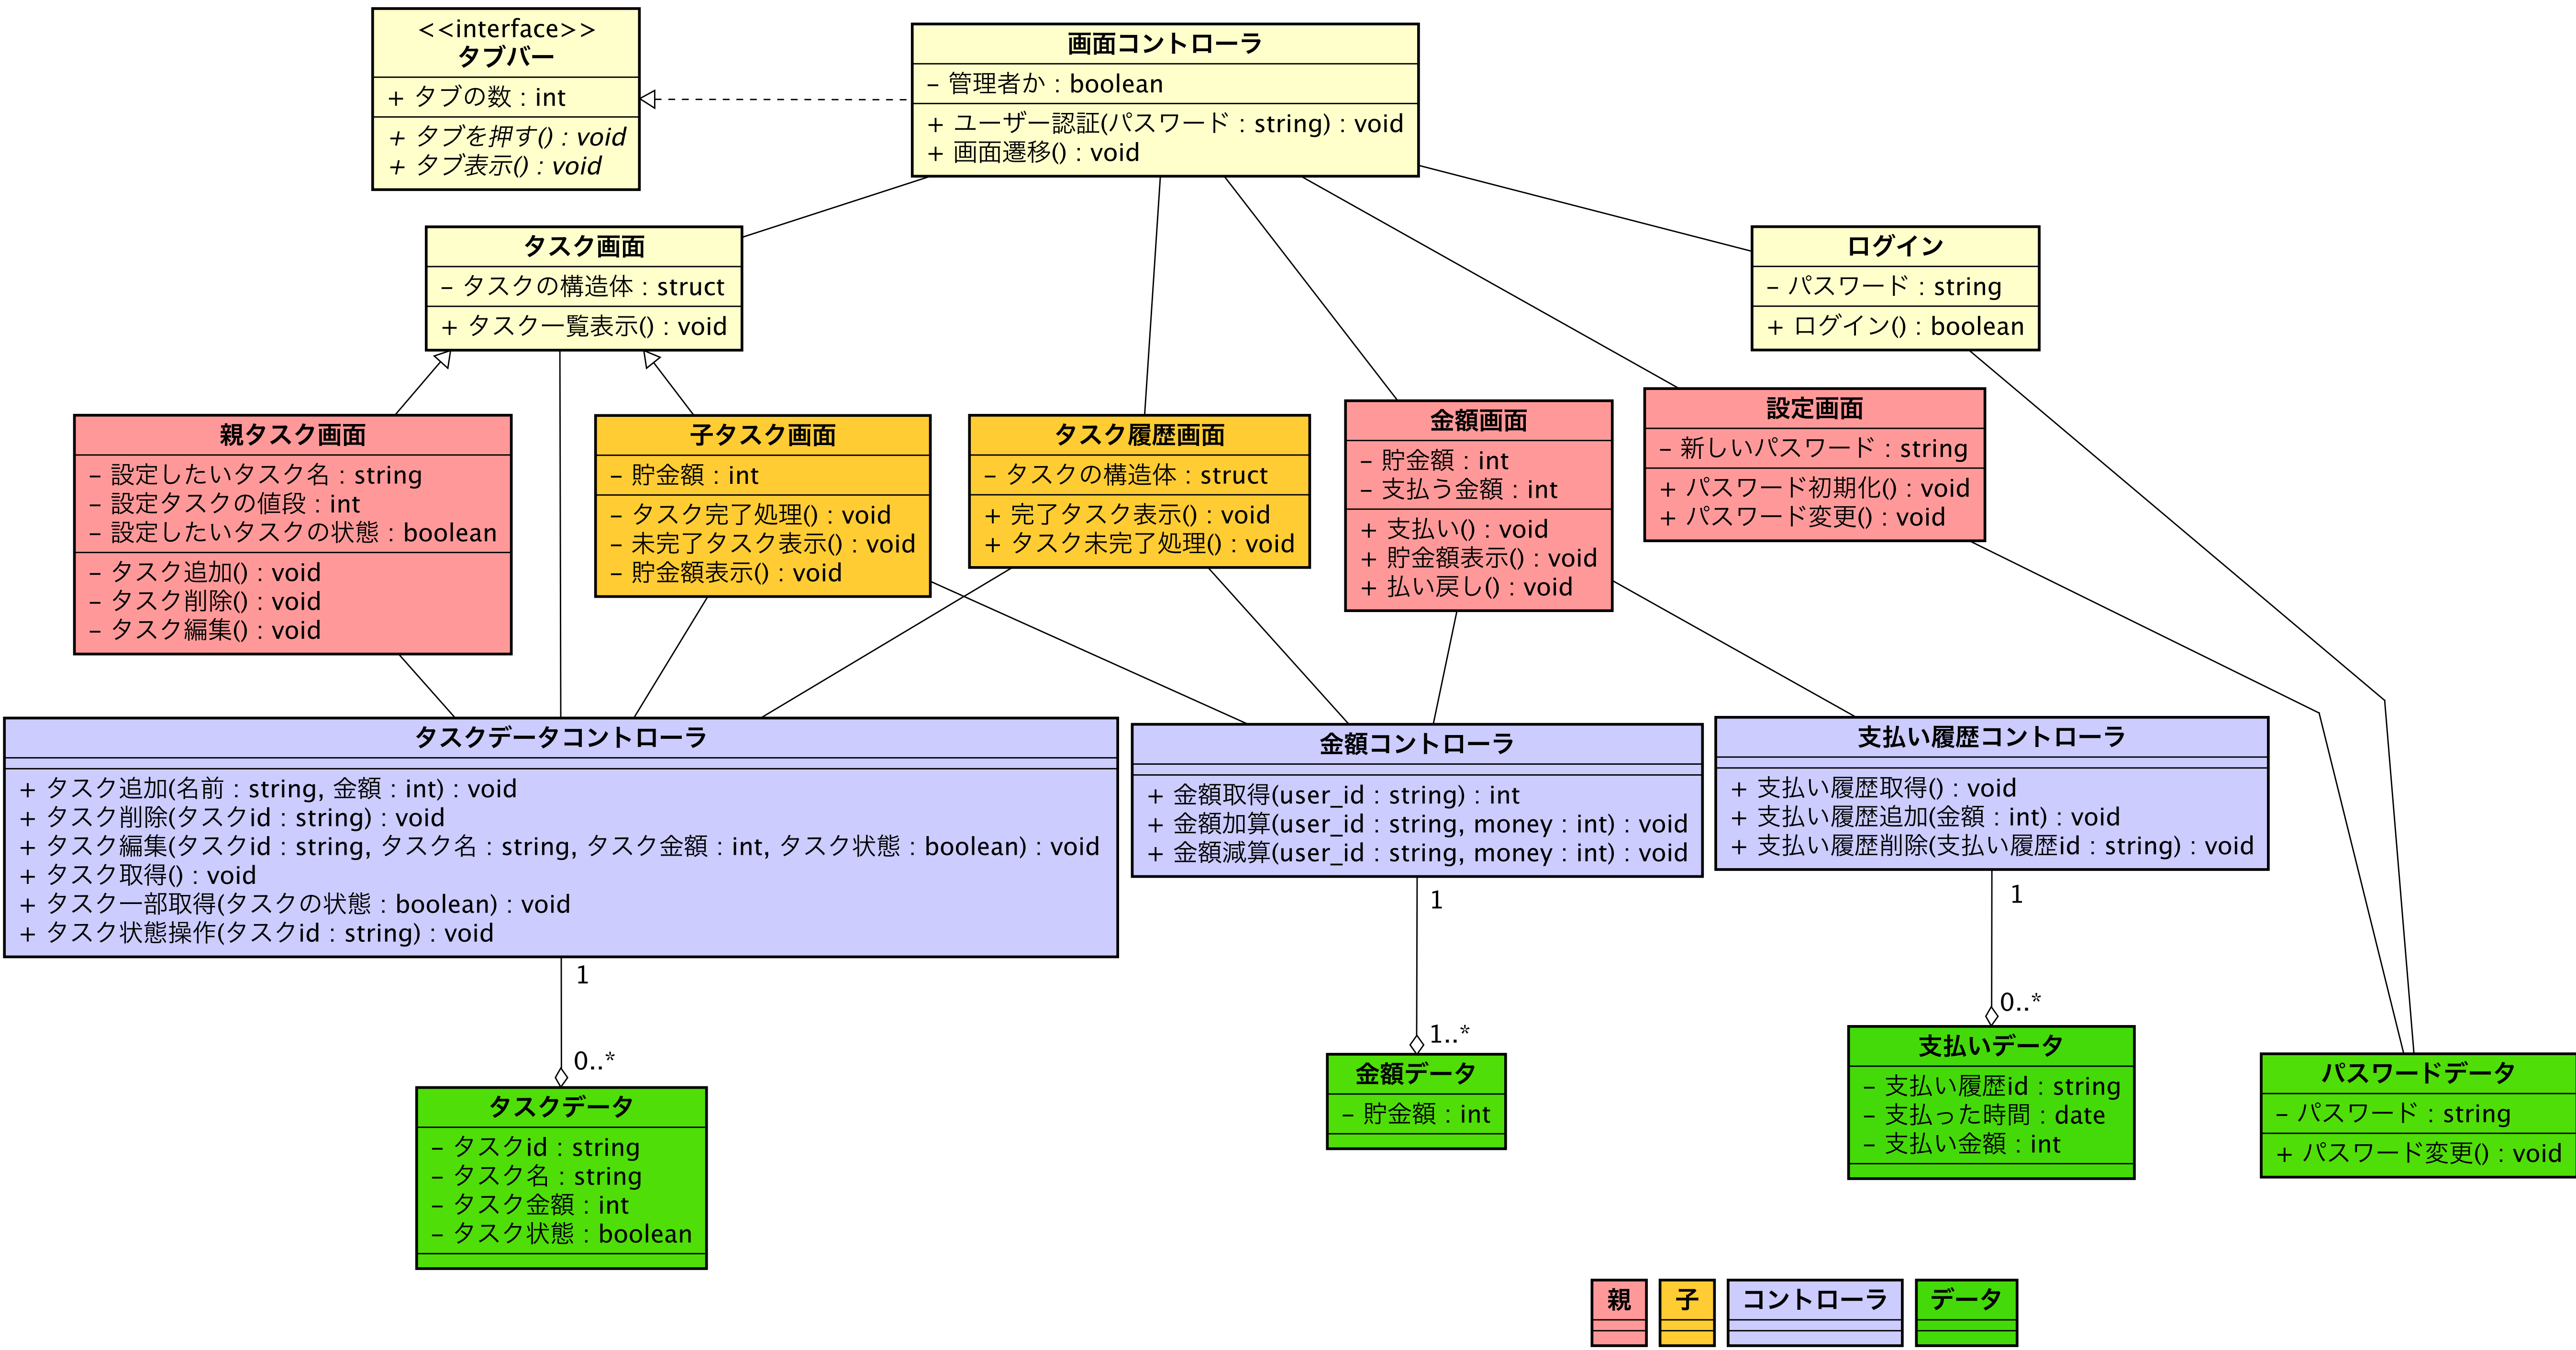 <<interface>>
タブバー
+ タブの数 : int
+ タブを押す() : void
+ タブ表示() : void
画面コントローラ
– 管理者か : boolean
+ ユーザー認証(パスワード : string) : void
+ 画面遷移() : void
タスク画面
– タスクの構造体 : struct
+ タスク一覧表示() : void
ログイン
– パスワード : string
+ ログイン() : boolean
親タスク画面
– 設定したいタスク名 : string
– 設定タスクの値段 : int
– 設定したいタスクの状態 : boolean
– タスク追加() : void
– タスク削除() : void
– タスク編集() : void
子タスク画面
– 貯金額 : int
– タスク完了処理() : void
– 未完了タスク表示() : void
– 貯金額表示() : void
タスク履歴画面
– タスクの構造体 : struct
+ 完了タスク表示() : void
+ タスク未完了処理() : void
金額画面
– 貯金額 : int
– 支払う金額 : int
+ 支払い() : void
+ 貯金額表示() : void
+ 払い戻し() : void
設定画面
– 新しいパスワード : string
+ パスワード初期化() : void
+ パスワード変更() : void
タスクデータコントローラ
+ タスク追加(名前 : string, 金額 : int) : void
+ タスク削除(タスクid : string) : void
+ タスク編集(タスクid : string, タスク名 : string, タスク金額 : int, タスク状態 : boolean) : void
+ タスク取得() : void
+ タスク一部取得(タスクの状態 : boolean) : void
+ タスク状態操作(タスクid : string) : void
金額コントローラ
+ 金額取得(user_id : string) : int
+ 金額加算(user_id : string, money : int) : void
+ 金額減算(user_id : string, money : int) : void
支払い履歴コントローラ
+ 支払い履歴取得() : void
+ 支払い履歴追加(金額 : int) : void
+ 支払い履歴削除(支払い履歴id : string) : void
1
0..*
1
1..*
1
0..*
タスクデータ
– タスクid : string
– タスク名 : string
– タスク金額 : int
– タスク状態 : boolean
金額データ
– 貯金額 : int
支払いデータ
– 支払い履歴id : string
– 支払った時間 : date
– 支払い金額 : int
パスワードデータ
– パスワード : string
+ パスワード変更() : void
親
子
コントローラ
データ